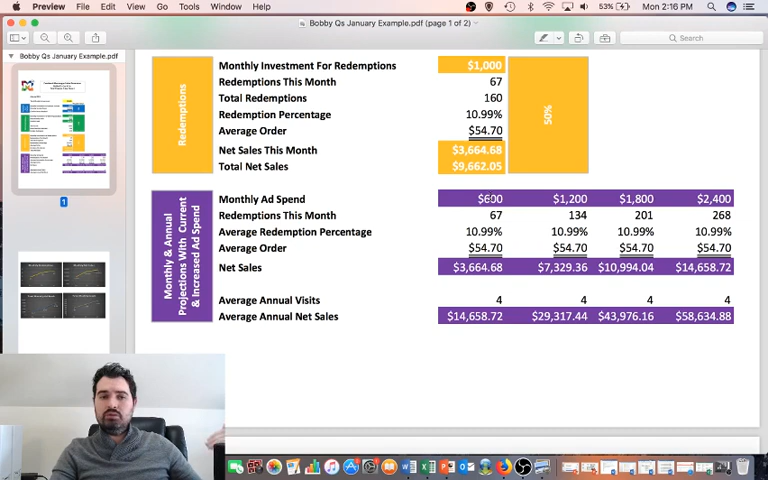 Preview File Edit View Go Tools Window Help 53% Mon 2:16 PM
Bobby Qs January Example.pdf (page 1 of 2)
Search
Bobby Qs January Example.pdf
1
Redemptions
Monthly Investment For Redemptions $1,000
Redemptions This Month 67
Total Redemptions 160
Redemption Percentage 10.99%
Average Order $54.70
Net Sales This Month $3,664.68
Total Net Sales $9,662.05
50%
Monthly & Annual
Projections With Current
& Increased Ad Spend
Monthly Ad Spend $600 $1,200 $1,800 $2,400
Redemptions This Month 67 134 201 268
Average Redemption Percentage 10.99% 10.99% 10.99% 10.99%
Average Order $54.70 $54.70 $54.70 $54.70
Net Sales $3,664.68 $7,329.36 $10,994.04 $14,658.72
Average Annual Visits 4 4 4 4
Average Annual Net Sales $14,658.72 $29,317.44 $43,976.16 $58,634.88